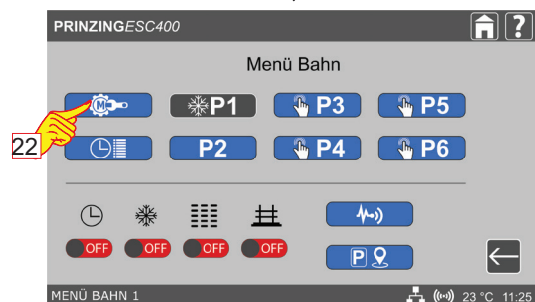 PRINZINGESC400 ?
Menü Bahn
M P1 P3 P5
22
P2 P4 P6
OFF OFF OFF OFF P
MENÜ BAHN 1 23 °C 11:25